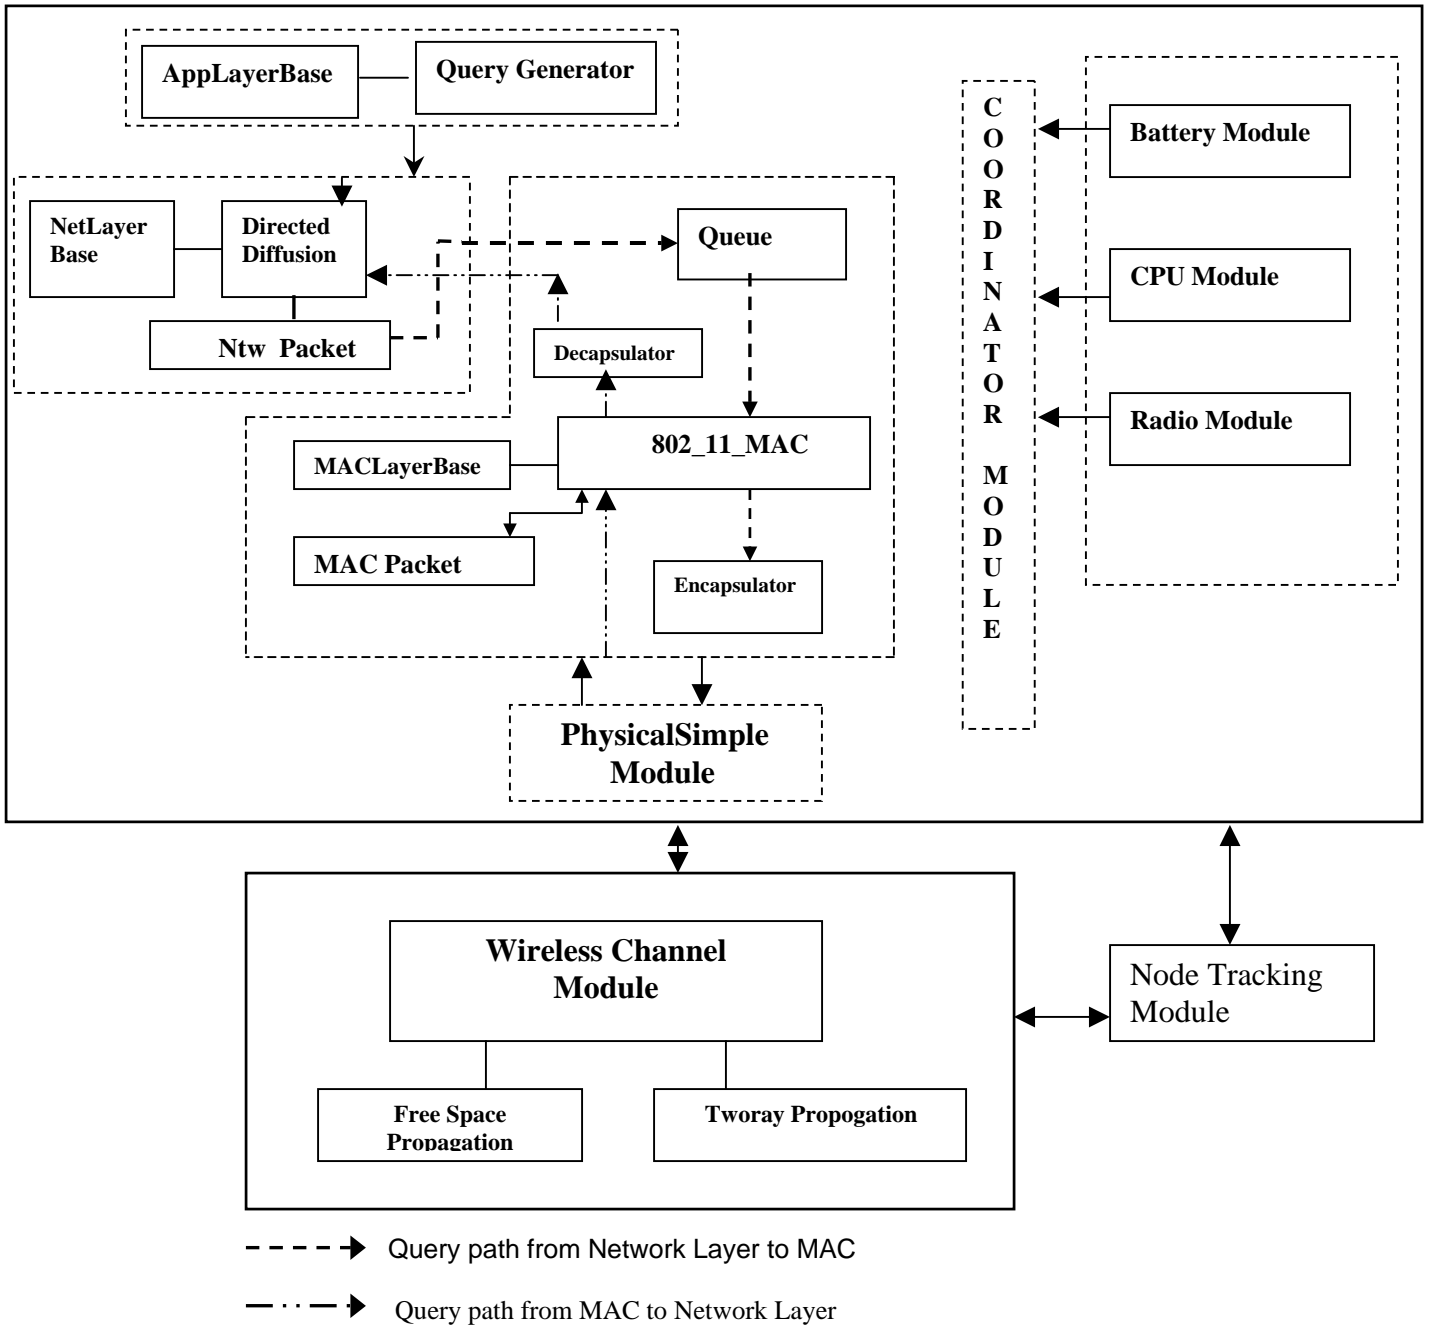 AppLayerBase
Query Generator
NetLayer
Base
Directed
Diffusion
Ntw Packet
Queue
Decapsulator
802_11_MAC
MACLayerBase
MAC Packet
Encapsulator
PhysicalSimple
Module
C
O
O
R
D
I
N
A
T
O
R
M
O
D
U
L
E
Battery Module
CPU Module
Radio Module
Wireless Channel
Module
Free Space
Propagation
Tworay Propogation
Node Tracking
Module
Query path from Network Layer to MAC
Query path from MAC to Network Layer